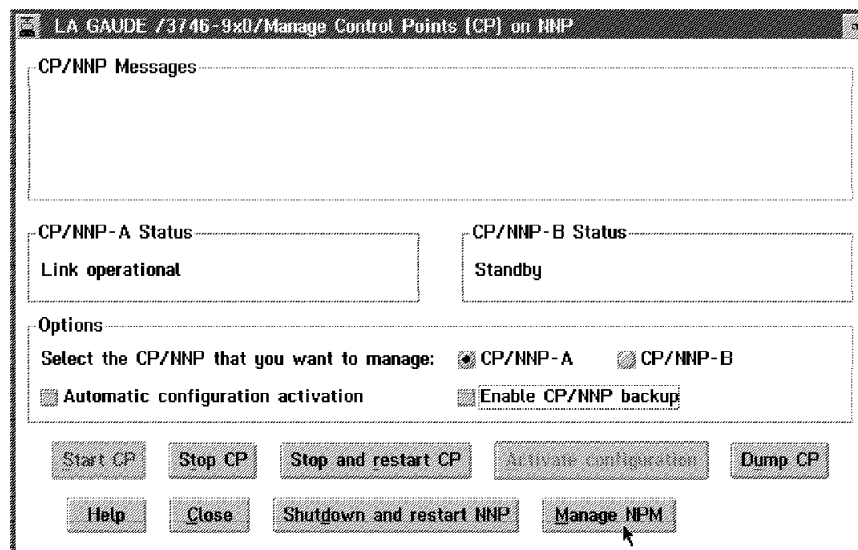 LA GAUDE /3746-9x0/Manage Control Points (CP) on NNP
CP/NNP Messages
CP/NNP-A Status
CP/NNP-B Status
Link operational
Standby
Options
Select the CP/NNP that you want to manage: CP/NNP-A CP/NNP-B
Automatic configuration activation Enable CP/NNP backup
Start CP Stop CP Stop and restart CP Activate configuration Dump CP
Help Close Shutdown and restart NNP Manage NPM